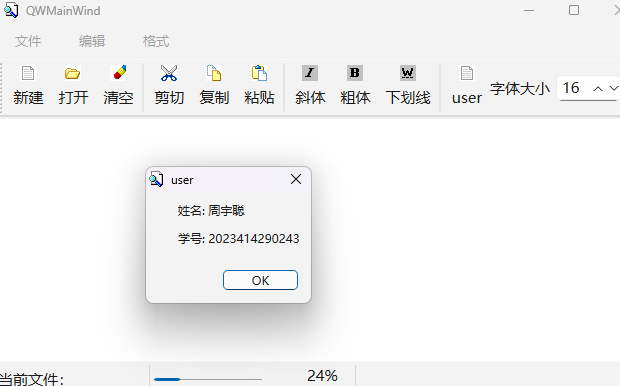 QWMainWind
文件 编辑 格式
新建 打开 清空 剪切 复制 粘贴 斜体 粗体 下划线 user 字体大小 16
user
姓名: 周宇聪
学号: 2023414290243
OK
当前文件: 24%